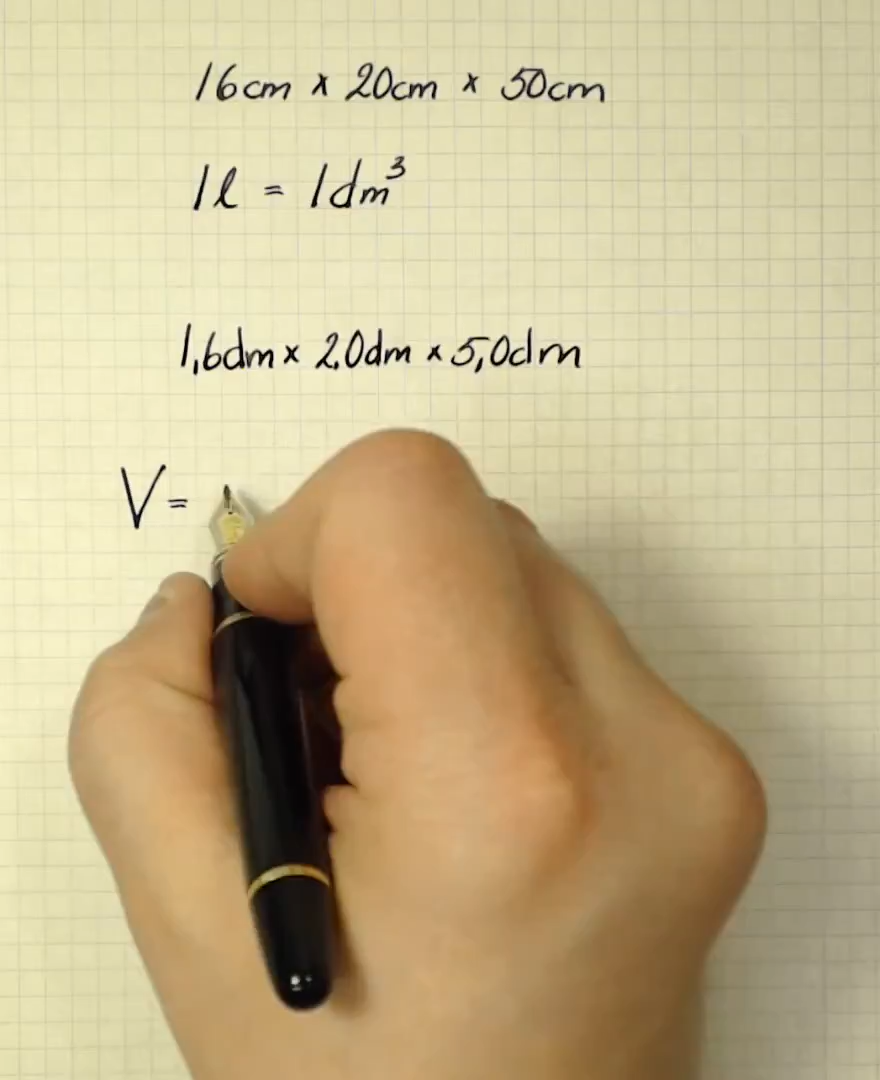 16cm × 20cm × 50cm
1l = 1dm³
1,6dm × 2,0dm × 5,0dm
V=